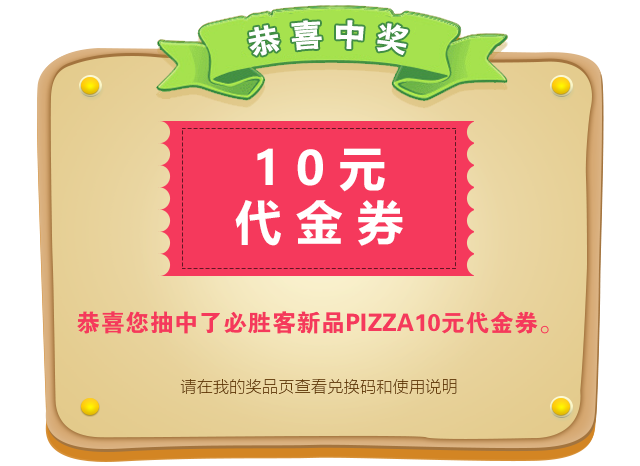 恭喜中奖
10元
代金券
恭喜您抽中了必胜客新品PIZZA10元代金券。
请在我的奖品页查看兑换码和使用说明